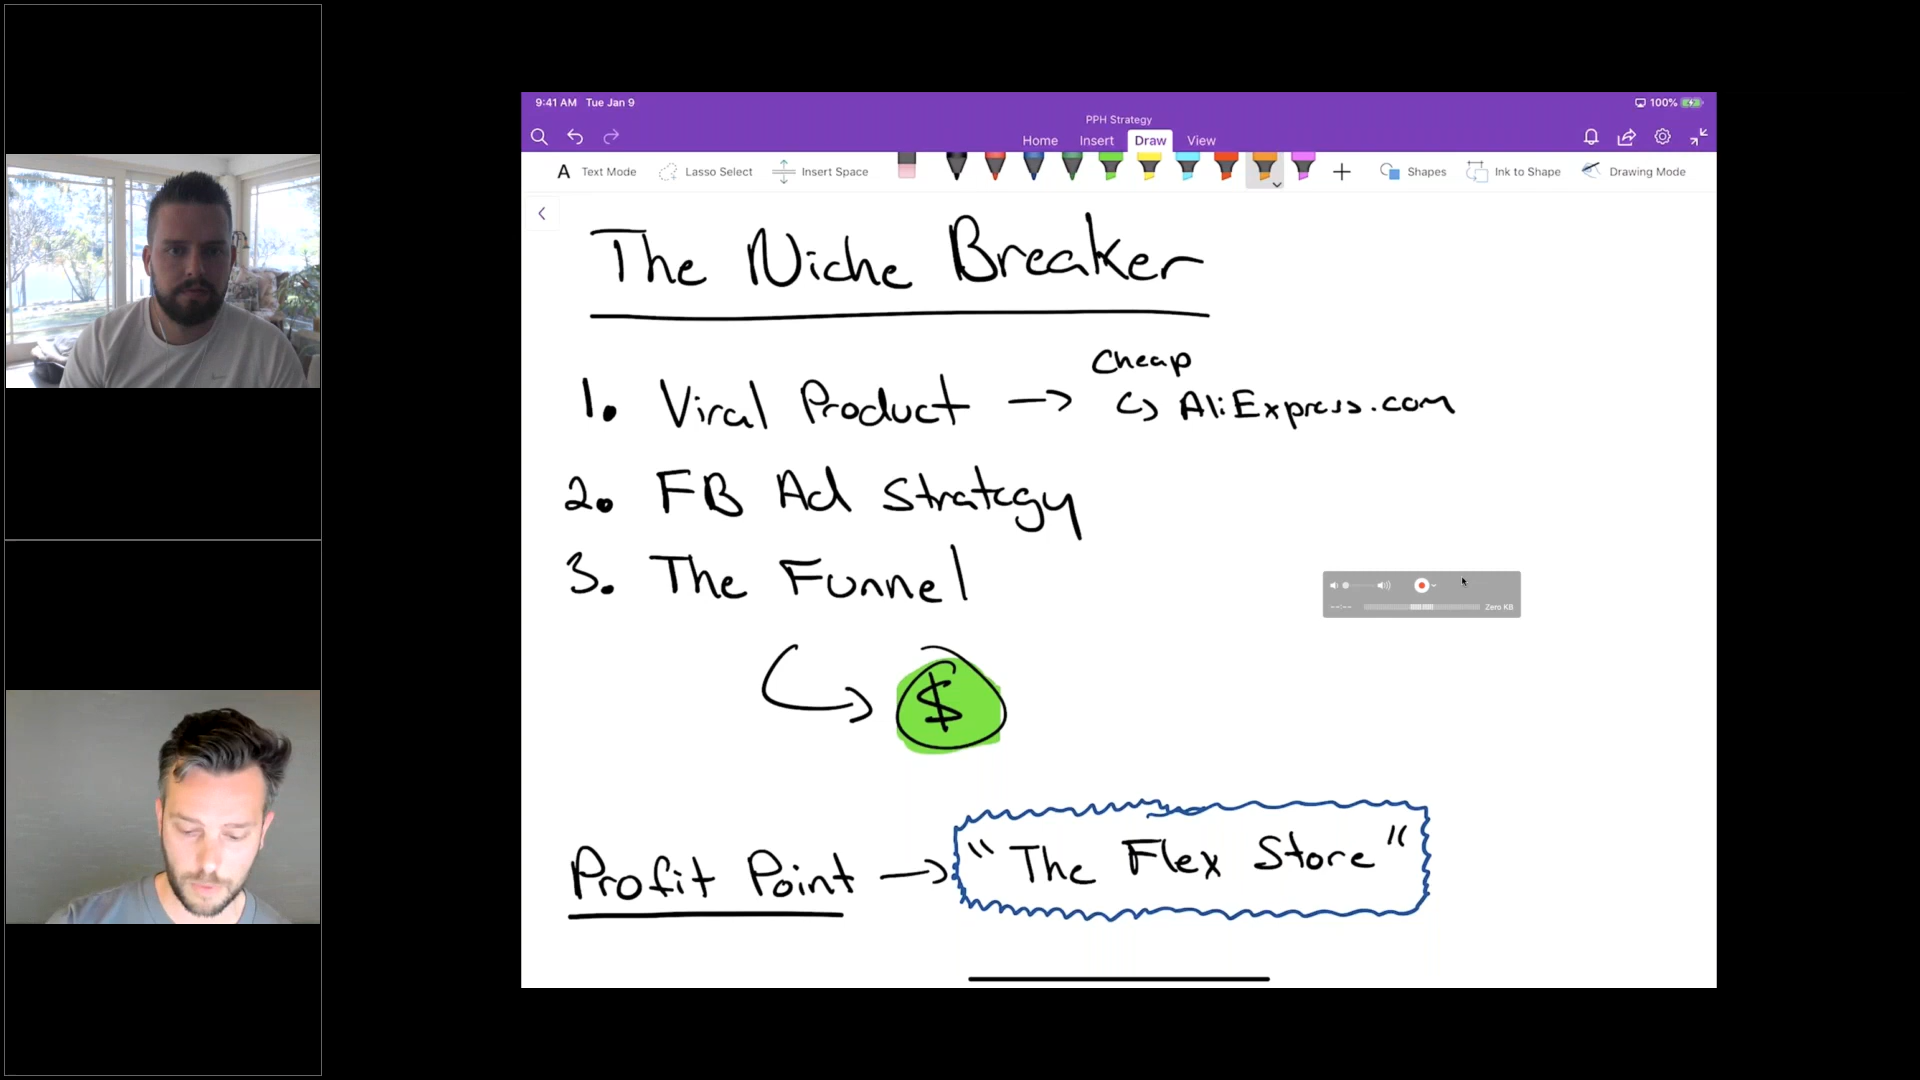 9:41 AM Tue Jan 9
100%
PPH Strategy
Home Insert Draw View
A Text Mode Lasso Select Insert Space Shapes Ink to Shape Drawing Mode
The Niche Breaker
Cheap
1. Viral Product → ↪ AliExpress.com
2. FB Ad Strategy
3. The Funnel
--:-- Zero KB
$
Profit Point → "The Flex Store"